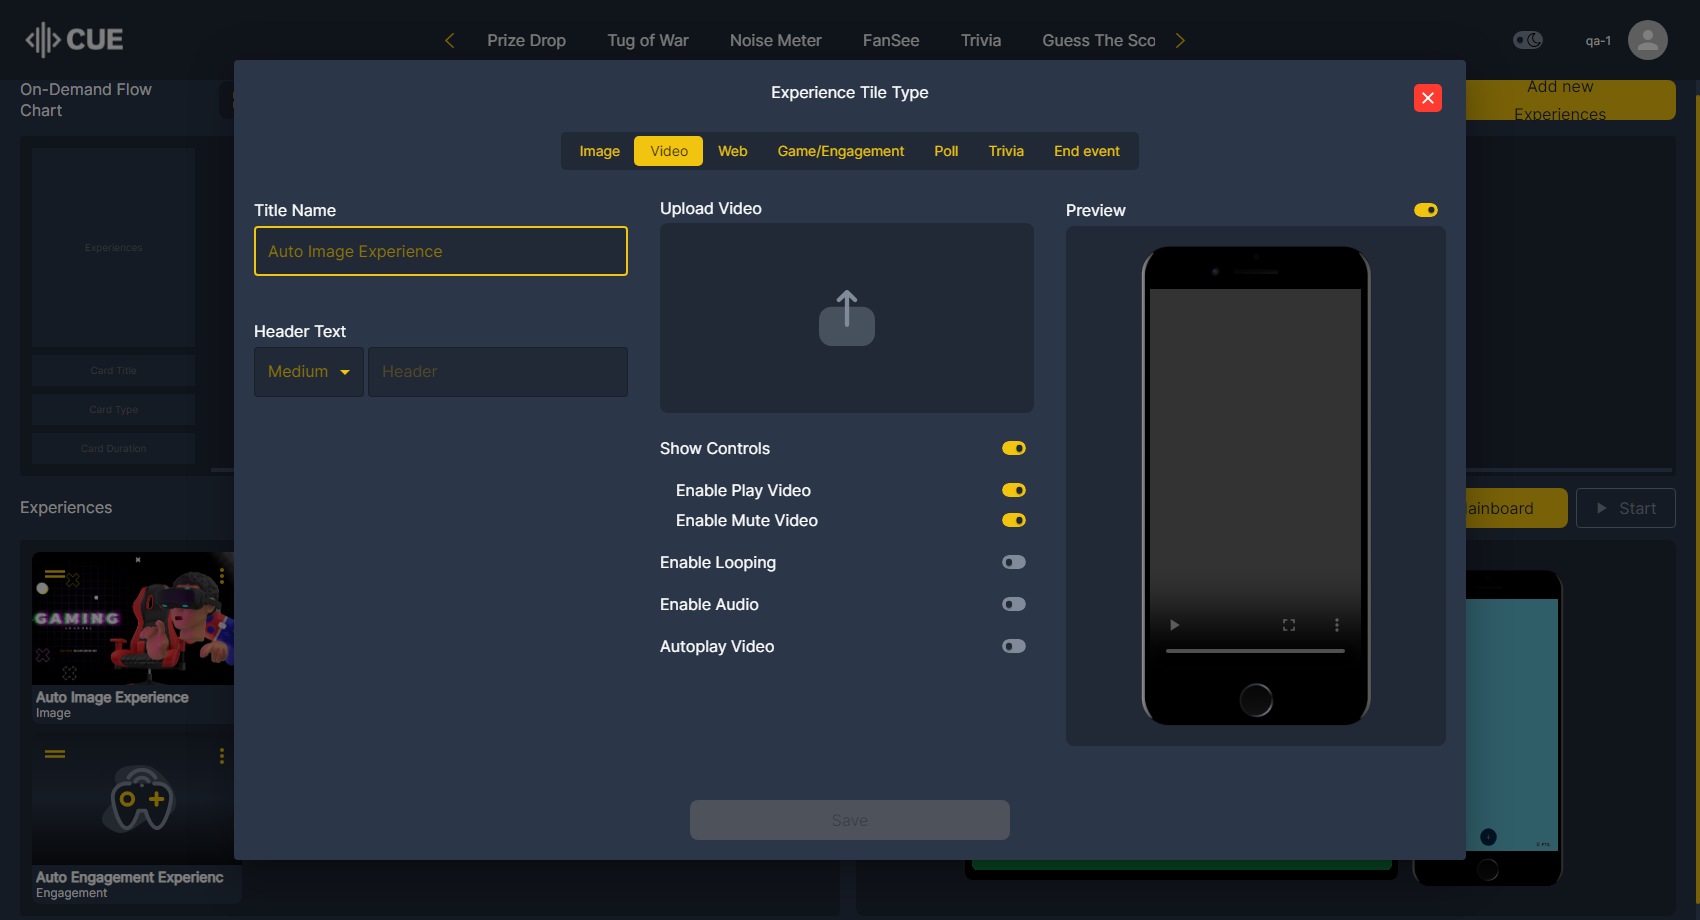 CUE
Prize Drop
Tug of War
Noise Meter
FanSee
Trivia
Guess The Sco
qa-1
On-Demand Flow
Chart
Add new
Experiences
Experiences
Card Title
Card Type
Card Duration
Experiences
ainboard
Start
GAMING
Auto Image Experience
Image
Auto Engagement Experienc
Engagement
Experience Tile Type
Image
Video
Web
Game/Engagement
Poll
Trivia
End event
Title Name
Auto Image Experience
Header Text
Medium
Header
Upload Video
Show Controls
Enable Play Video
Enable Mute Video
Enable Looping
Enable Audio
Autoplay Video
Preview
Save